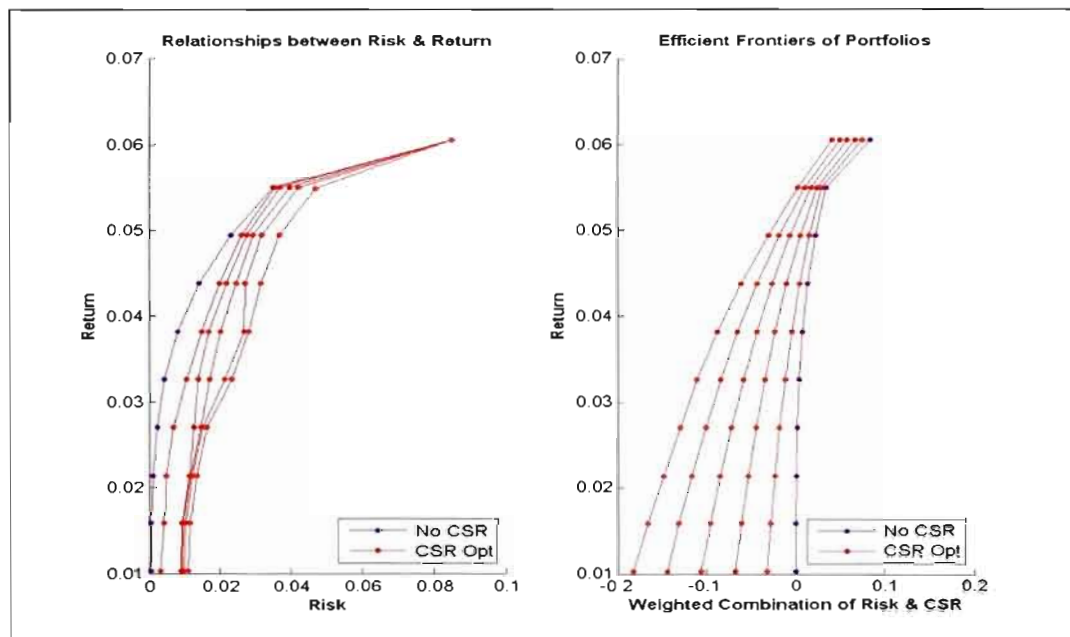 Relationships between Risk & Return
0.07
0.06
0.05
0.04
0.03
0.02
0.01
Return
0
0.02
0.04
0.06
0.08
0.1
Risk
No CSR
CSR Opt
Efficient Frontiers of Portfolios
0.07
0.06
0.05
0.04
0.03
0.02
0.01
Return
-0.2
-0.1
0
0.1
0.2
Weighted Combination of Risk & CSR
No CSR
CSR Opt